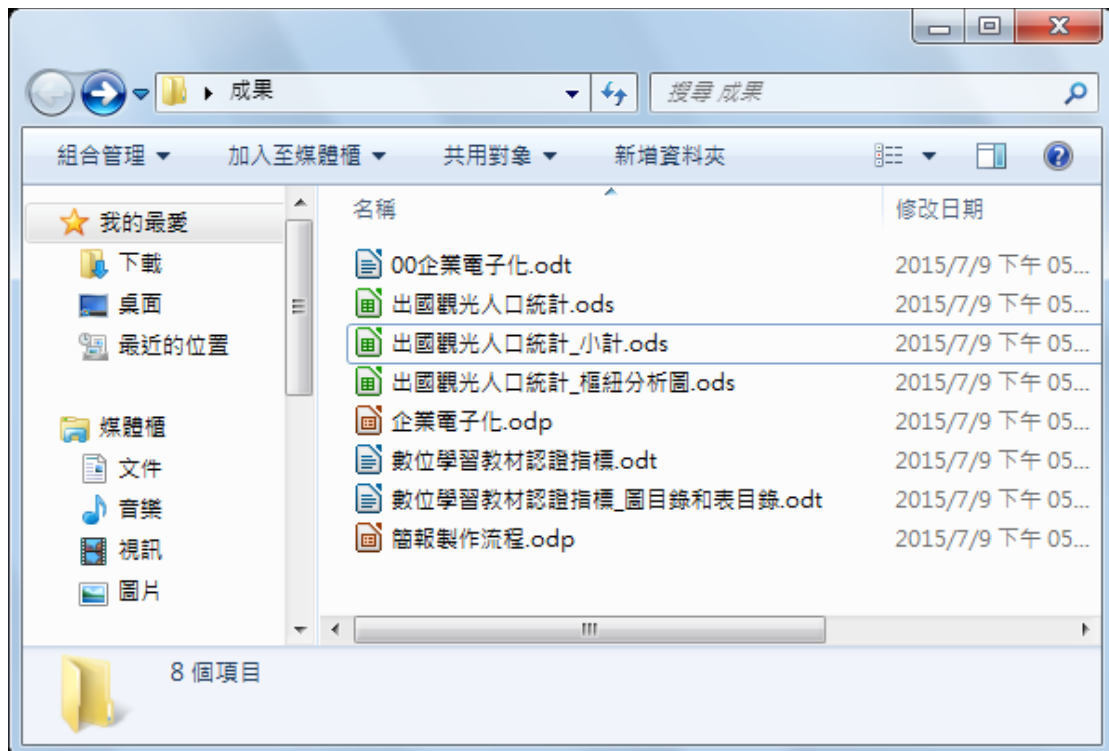 成果
搜尋 成果
組合管理 加入至媒體櫃 共用對象 新增資料夾
我的最愛
下載
桌面
最近的位置
媒體櫃
文件
音樂
視訊
圖片
名稱 修改日期
00企業電子化.odt 2015/7/9 下午 05...
出國觀光人口統計.ods 2015/7/9 下午 05...
出國觀光人口統計_小計.ods 2015/7/9 下午 05...
出國觀光人口統計_樞紐分析圖.ods 2015/7/9 下午 05...
企業電子化.odp 2015/7/9 下午 05...
數位學習教材認證指標.odt 2015/7/9 下午 05...
數位學習教材認證指標_圖目錄和表目錄.odt 2015/7/9 下午 05...
簡報製作流程.odp 2015/7/9 下午 05...
8 個項目